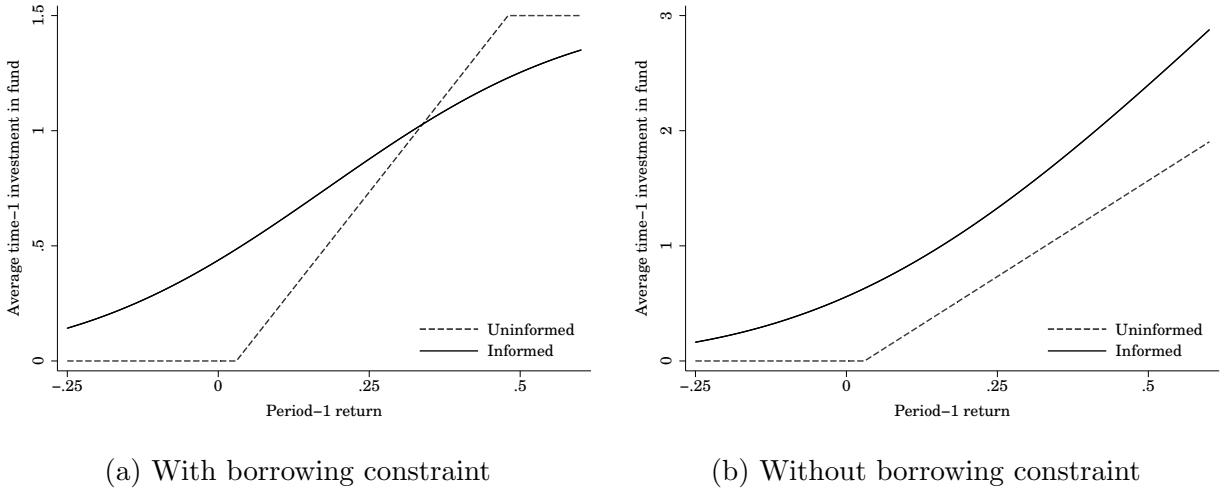 Average time−1 investment in fund
1.5
1
.5
0
−.25
0
.25
.5
Period−1 return
Uninformed
Informed
(a) With borrowing constraint
Average time−1 investment in fund
3
2
1
0
−.25
0
.25
.5
Period−1 return
Uninformed
Informed
(b) Without borrowing constraint